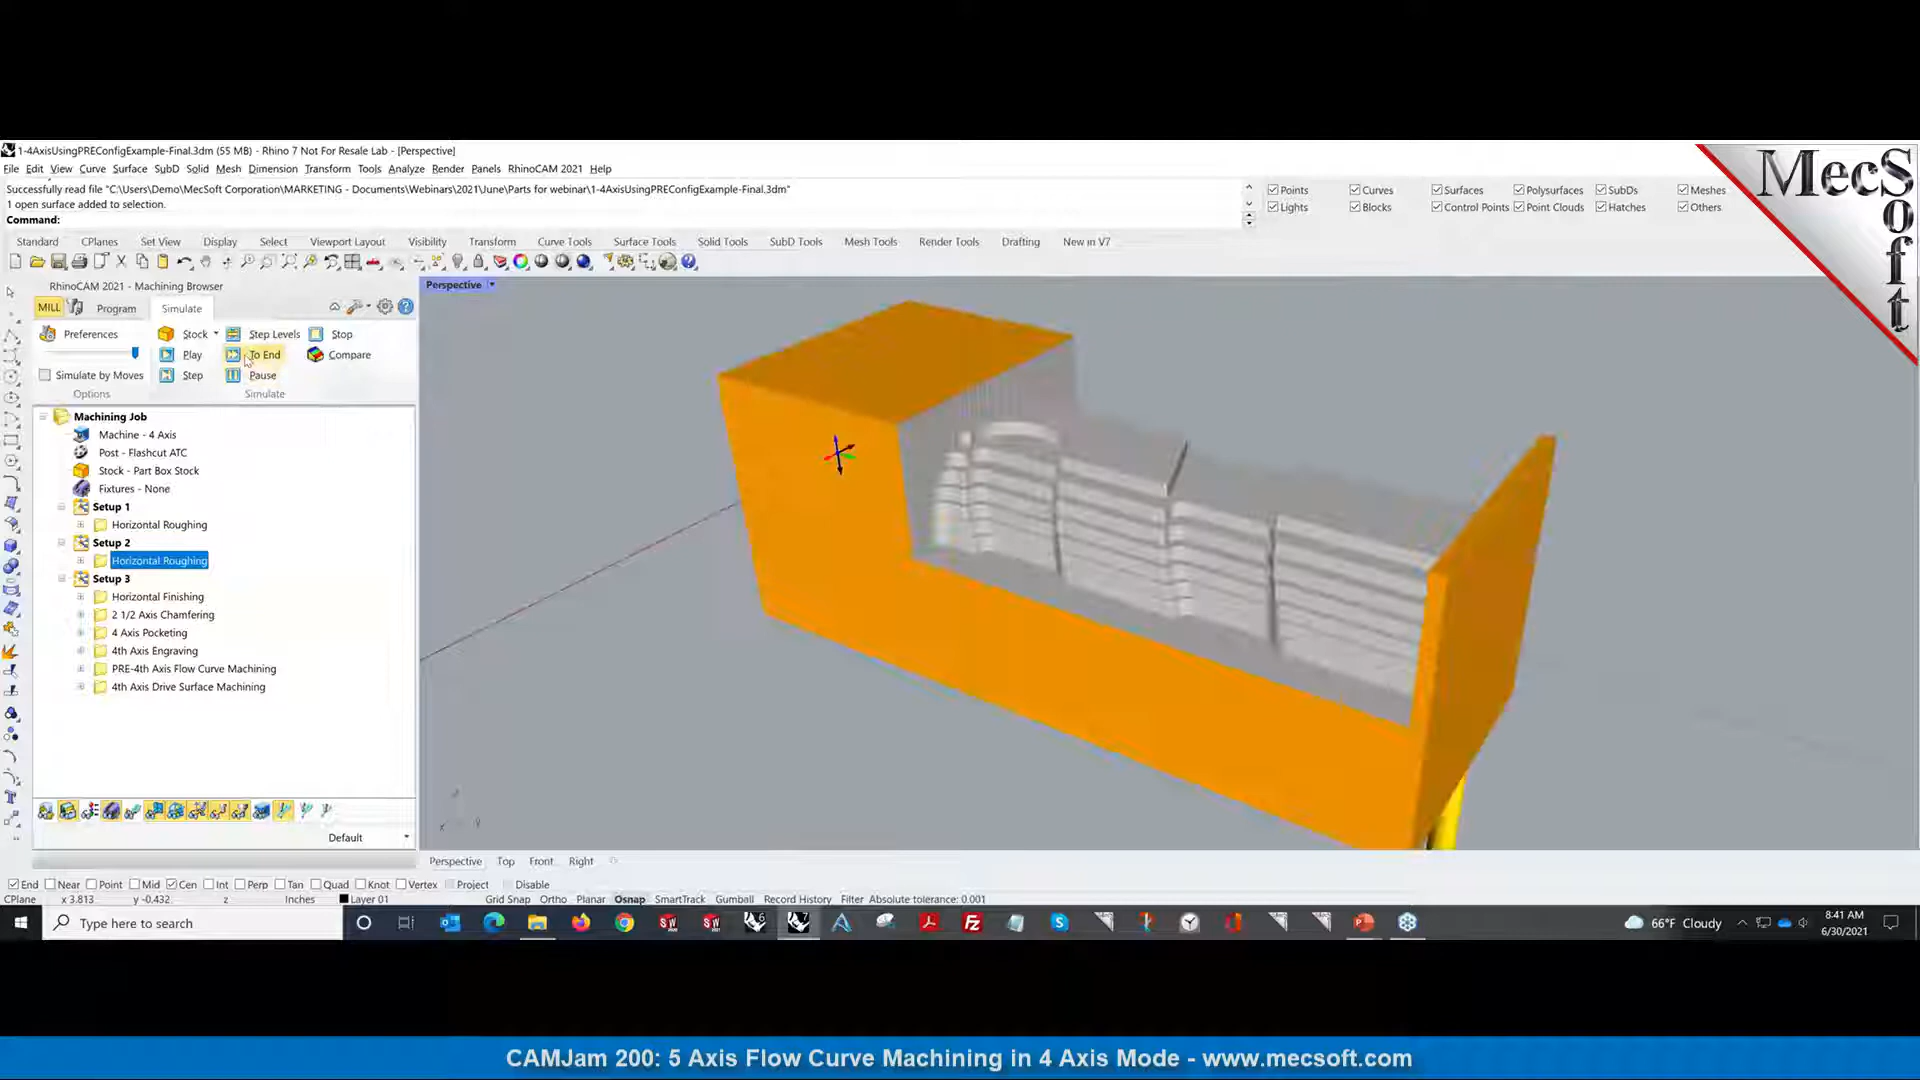 1-4AxisUsingPREConfigExample-Final.3dm (55 MB) - Rhino 7 Not For Resale Lab - [Perspective]
File Edit View Curve Surface SubD Solid Mesh Dimension Transform Tools Analyze Render Panels RhinoCAM 2021 Help
Successfully read file "C:\Users\Demo\MecSoft Corporation\MARKETING - Documents\Webinars\2021\June\Parts for webinar\1-4AxisUsingPREConfigExample-Final.3dm"
1 open surface added to selection.
Command:
Points Curves Surfaces Polysurfaces SubDs Meshes
Lights Blocks Control Points Point Clouds Hatches Others
MecSoft
Standard CPlanes Set View Display Select Viewport Layout Visibility Transform Curve Tools Surface Tools Solid Tools SubD Tools Mesh Tools Render Tools Drafting New in V7
RhinoCAM 2021 - Machining Browser
MILL Program Simulate
Preferences Stock Step Levels Stop
Play To End Compare
Simulate by Moves Step Pause
Options Simulate
Machining Job
Machine - 4 Axis
Post - Flashcut ATC
Stock - Part Box Stock
Fixtures - None
Setup 1
Horizontal Roughing
Setup 2
Horizontal Roughing
Setup 3
Horizontal Finishing
2 1/2 Axis Chamfering
4 Axis Pocketing
4th Axis Engraving
PRE-4th Axis Flow Curve Machining
4th Axis Drive Surface Machining
Default
Perspective
Perspective Top Front Right
End Near Point Mid Cen Int Perp Tan Quad Knot Vertex Project Disable
CPlane x 3.813 y -0.432 z Inches Layer 01 Grid Snap Ortho Planar Osnap SmartTrack Gumball Record History Filter Absolute tolerance: 0.001
Type here to search
66°F Cloudy
8:41 AM
6/30/2021
CAMJam 200: 5 Axis Flow Curve Machining in 4 Axis Mode - www.mecsoft.com